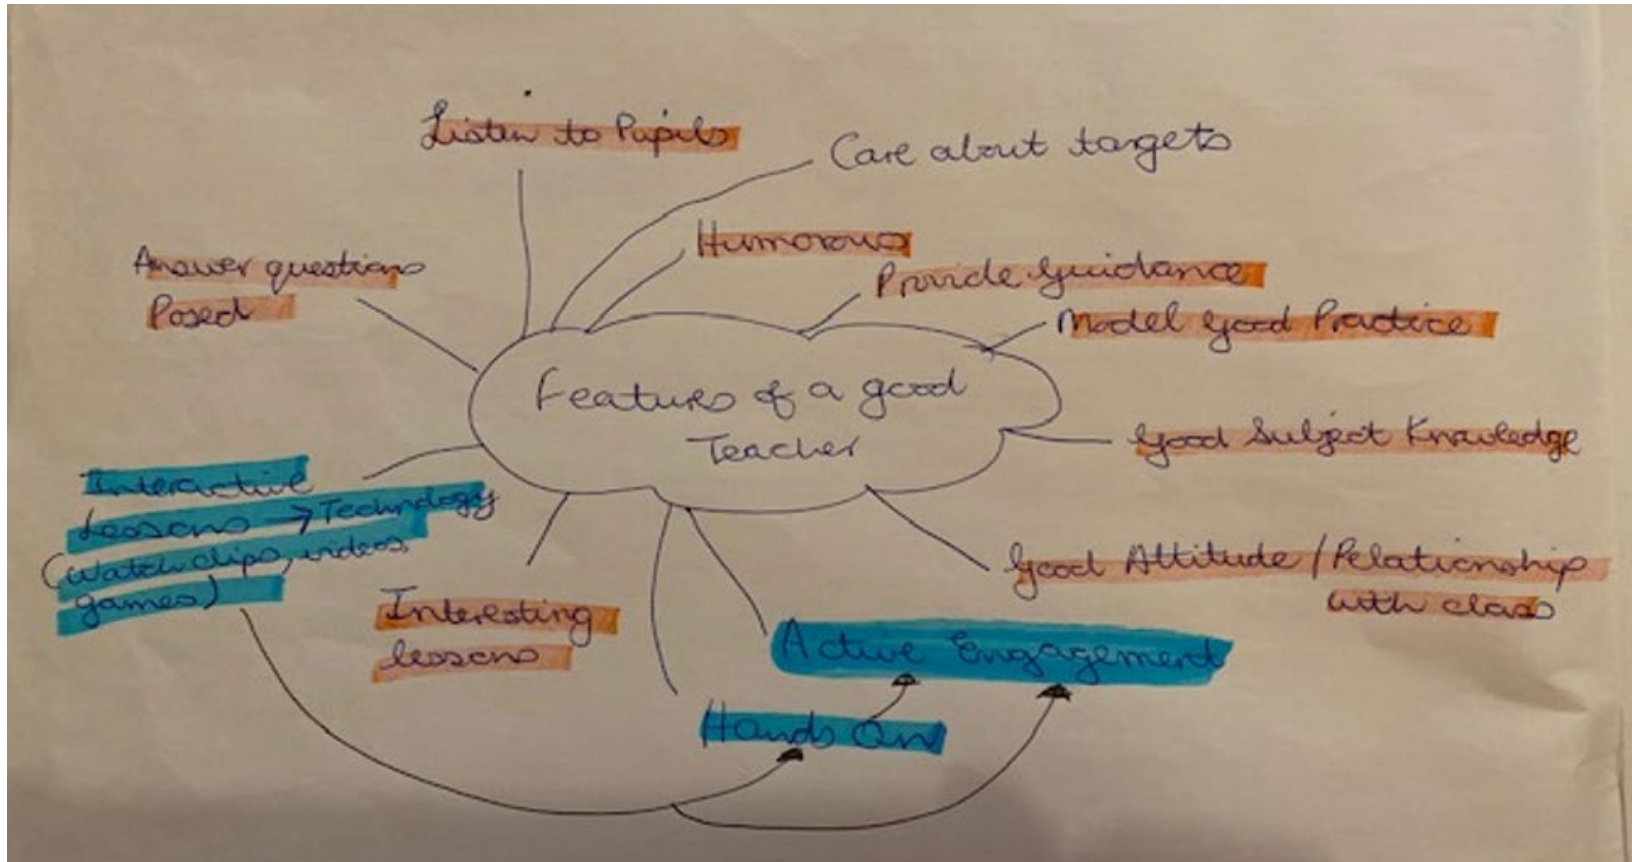 Listen to Pupils
Care about targets
Humorous
Answer questions
Posed
Provide Guidance
Model Good Practice
Features of a good
Teacher
Good Subject Knowledge
Interactive
Lessons → Technology
(Watch clips, videos,
games)
Good Attitude / Relationship
with class
Interesting
lessons
Active Engagement
Hands On